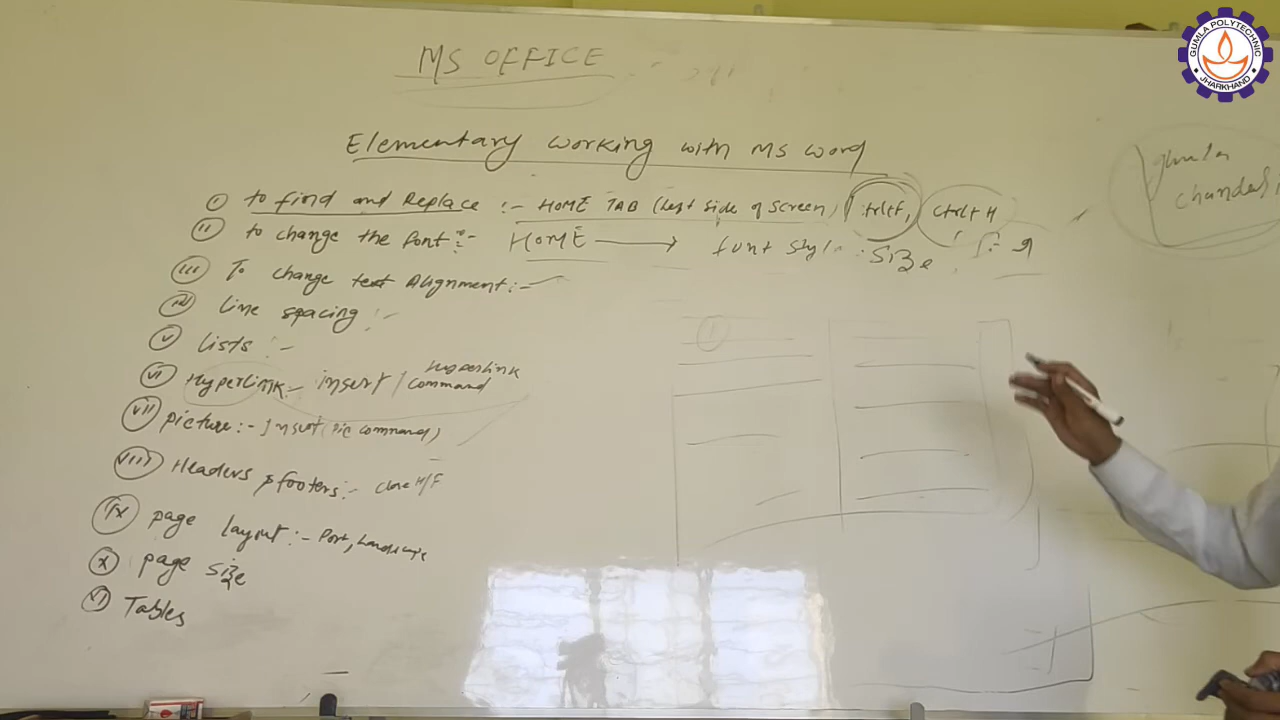 MS OFFICE
Elementary working with MS word
i to find and Replace :- HOME TAB (left side of screen) ctrl+f, ctrl+H
ii to change the font :- HOME → font style size
iii To change text Alignment :-
iv line spacing :-
v lists :-
vi Hyperlink :- insert / Hyperlink command
vii picture :- Insert (pic command)
viii Headers & footers :- close H/F
ix page layout :- Port, Landscape
x page size
vi Tables
gumla
chandali
GUMLA POLYTECHNIC
JHARKHAND